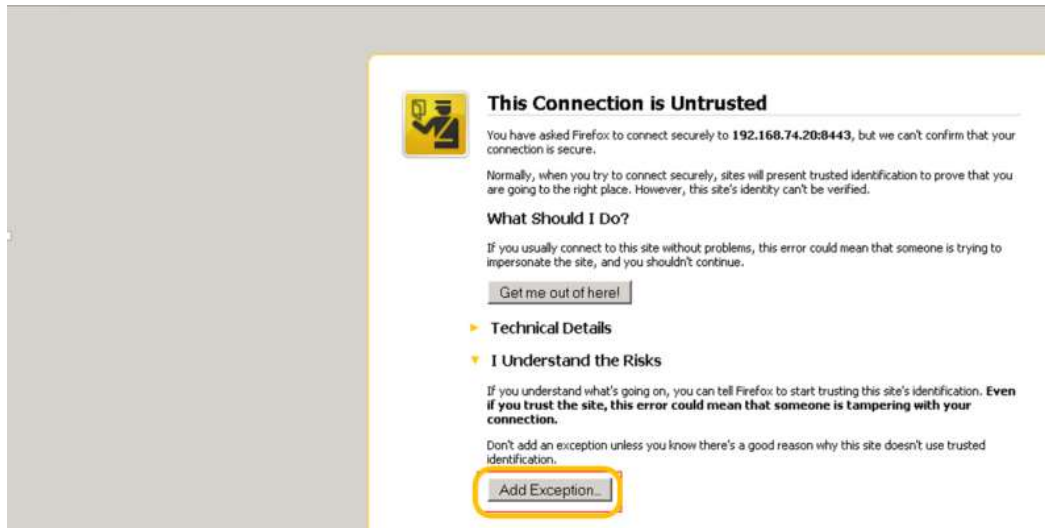 This Connection is Untrusted
You have asked Firefox to connect securely to 192.168.74.20:8443, but we can't confirm that your
connection is secure.
Normally, when you try to connect securely, sites will present trusted identification to prove that you
are going to the right place. However, this site's identity can't be verified.
What Should I Do?
If you usually connect to this site without problems, this error could mean that someone is trying to
impersonate the site, and you shouldn't continue.
Get me out of here!
Technical Details
I Understand the Risks
If you understand what's going on, you can tell Firefox to start trusting this site's identification. Even
if you trust the site, this error could mean that someone is tampering with your
connection.
Don't add an exception unless you know there's a good reason why this site doesn't use trusted
identification.
Add Exception...